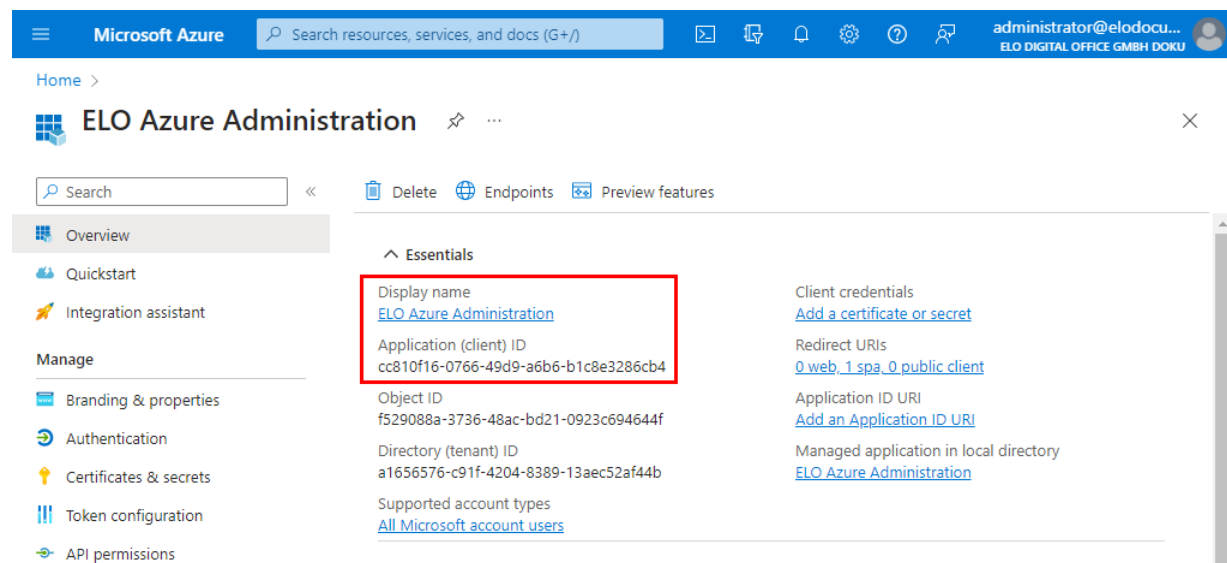 Microsoft Azure
Search resources, services, and docs (G+/)
administrator@elodocu...
ELO DIGITAL OFFICE GMBH DOKU
Home >
ELO Azure Administration ...
Search «
Delete Endpoints Preview features
Overview
Quickstart
Integration assistant
Manage
Branding & properties
Authentication
Certificates & secrets
Token configuration
API permissions
Essentials
Display name
ELO Azure Administration
Application (client) ID
cc810f16-0766-49d9-a6b6-b1c8e3286cb4
Object ID
f529088a-3736-48ac-bd21-0923c694644f
Directory (tenant) ID
a1656576-c91f-4204-8389-13aec52af44b
Supported account types
All Microsoft account users
Client credentials
Add a certificate or secret
Redirect URIs
0 web, 1 spa, 0 public client
Application ID URI
Add an Application ID URI
Managed application in local directory
ELO Azure Administration